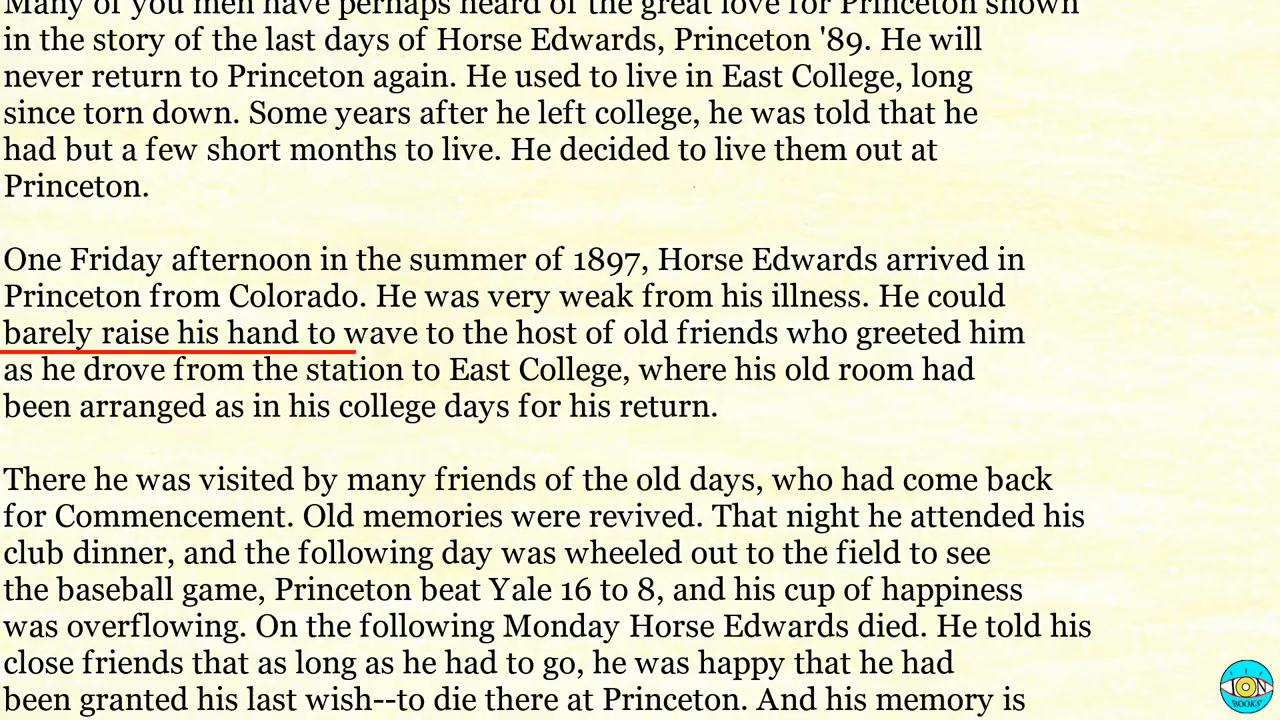 Many of you men have perhaps heard of the great love for Princeton shown
in the story of the last days of Horse Edwards, Princeton '89. He will
never return to Princeton again. He used to live in East College, long
since torn down. Some years after he left college, he was told that he
had but a few short months to live. He decided to live them out at
Princeton.
One Friday afternoon in the summer of 1897, Horse Edwards arrived in
Princeton from Colorado. He was very weak from his illness. He could
barely raise his hand to wave to the host of old friends who greeted him
as he drove from the station to East College, where his old room had
been arranged as in his college days for his return.
There he was visited by many friends of the old days, who had come back
for Commencement. Old memories were revived. That night he attended his
club dinner, and the following day was wheeled out to the field to see
the baseball game, Princeton beat Yale 16 to 8, and his cup of happiness
was overflowing. On the following Monday Horse Edwards died. He told his
close friends that as long as he had to go, he was happy that he had
been granted his last wish--to die there at Princeton. And his memory is
ION
BOOKS